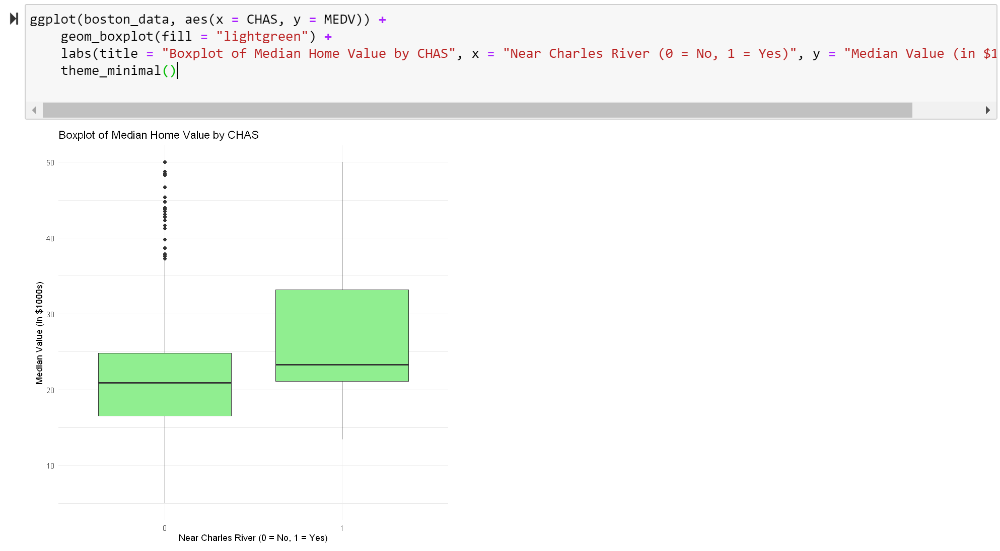 ggplot(boston_data, aes(x = CHAS, y = MEDV)) +
    geom_boxplot(fill = "lightgreen") +
    labs(title = "Boxplot of Median Home Value by CHAS", x = "Near Charles River (0 = No, 1 = Yes)", y = "Median Value (in $1
    theme_minimal()
Boxplot of Median Home Value by CHAS
50
40
30
20
10
Median Value (in $1000s)
0 1
Near Charles River (0 = No, 1 = Yes)